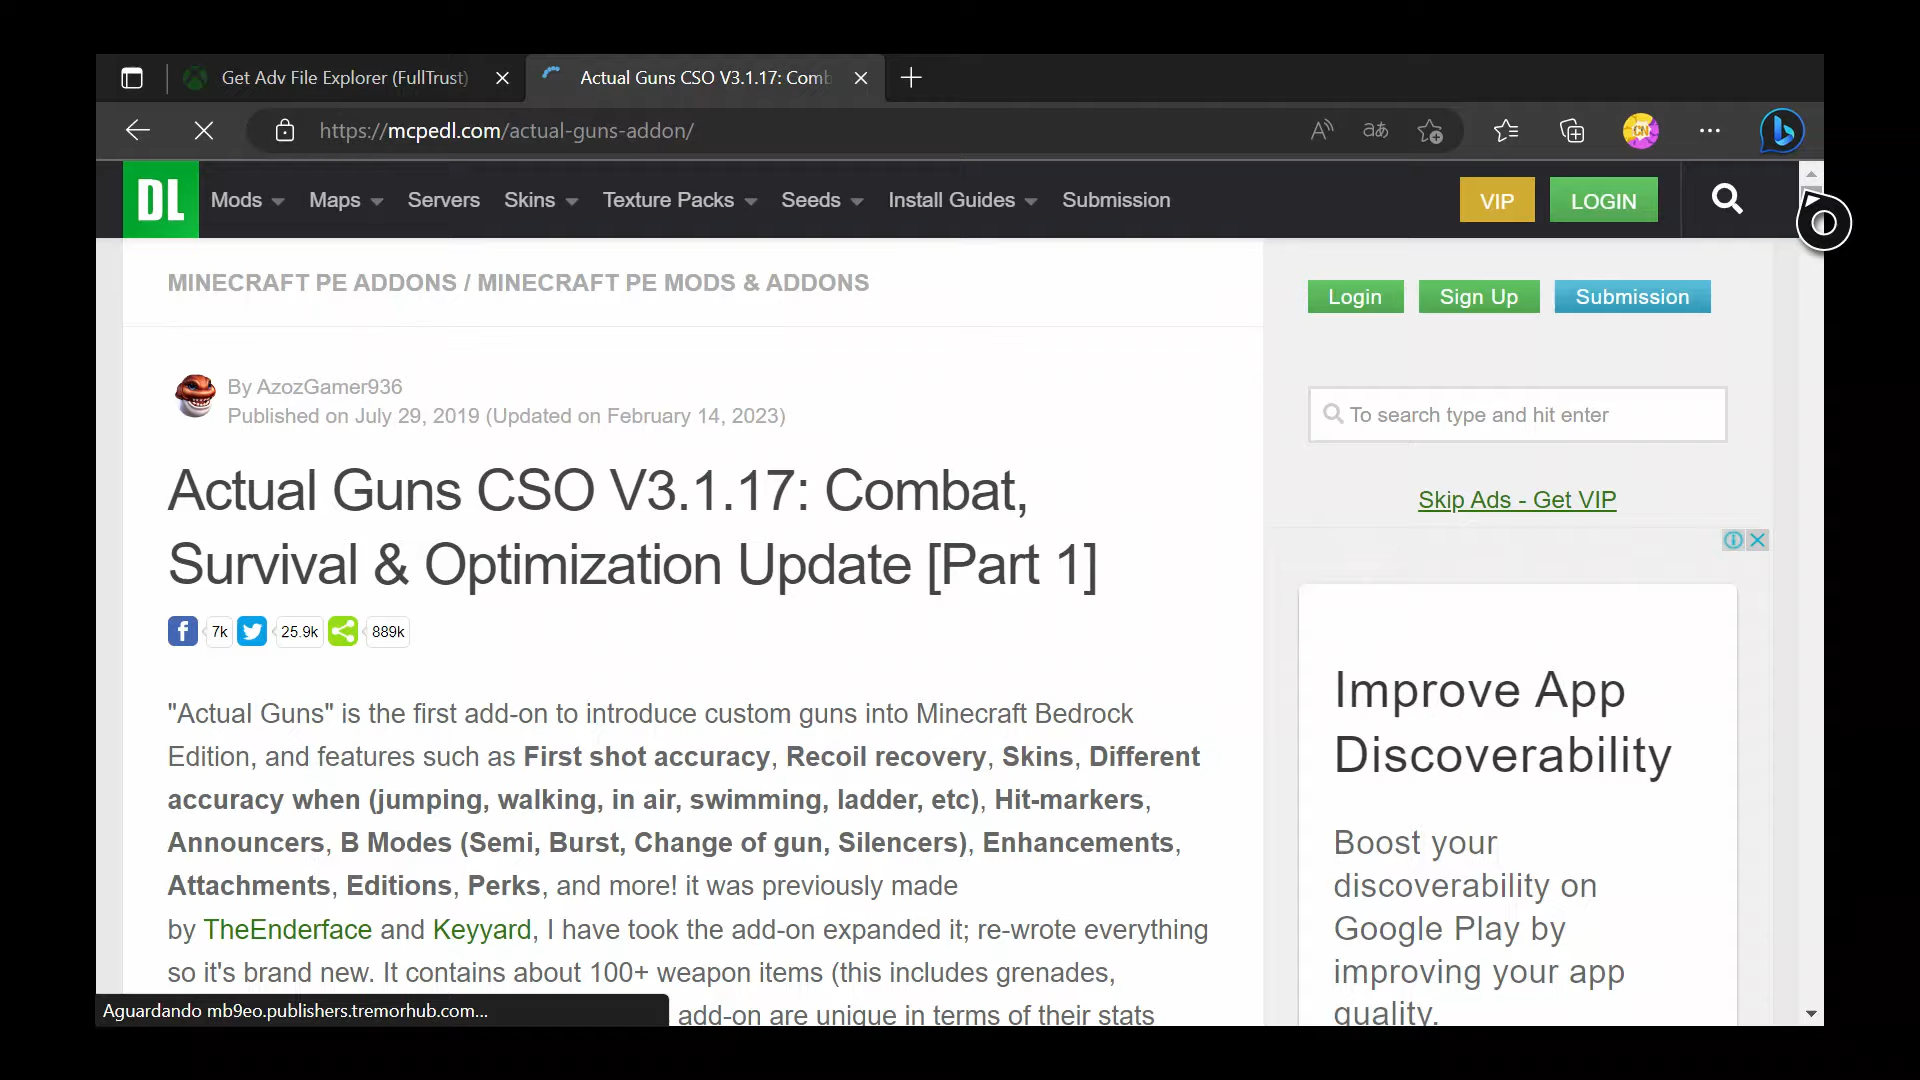 Get Adv File Explorer (FullTrust)
Actual Guns CSO V3.1.17: Comb
https://mcpedl.com/actual-guns-addon/
DL
Mods
Maps
Servers
Skins
Texture Packs
Seeds
Install Guides
Submission
VIP
LOGIN
MINECRAFT PE ADDONS / MINECRAFT PE MODS & ADDONS
By AzozGamer936
Published on July 29, 2019 (Updated on February 14, 2023)
Actual Guns CSO V3.1.17: Combat,
Survival & Optimization Update [Part 1]
7k
25.9k
889k
"Actual Guns" is the first add-on to introduce custom guns into Minecraft Bedrock
Edition, and features such as First shot accuracy, Recoil recovery, Skins, Different
accuracy when (jumping, walking, in air, swimming, ladder, etc), Hit-markers,
Announcers, B Modes (Semi, Burst, Change of gun, Silencers), Enhancements,
Attachments, Editions, Perks, and more! it was previously made
by TheEnderface and Keyyard, I have took the add-on expanded it; re-wrote everything
so it's brand new. It contains about 100+ weapon items (this includes grenades,
add-on are unique in terms of their stats
Aguardando mb9eo.publishers.tremorhub.com...
Login
Sign Up
Submission
To search type and hit enter
Skip Ads - Get VIP
Improve App
Discoverability
Boost your
discoverability on
Google Play by
improving your app
quality.